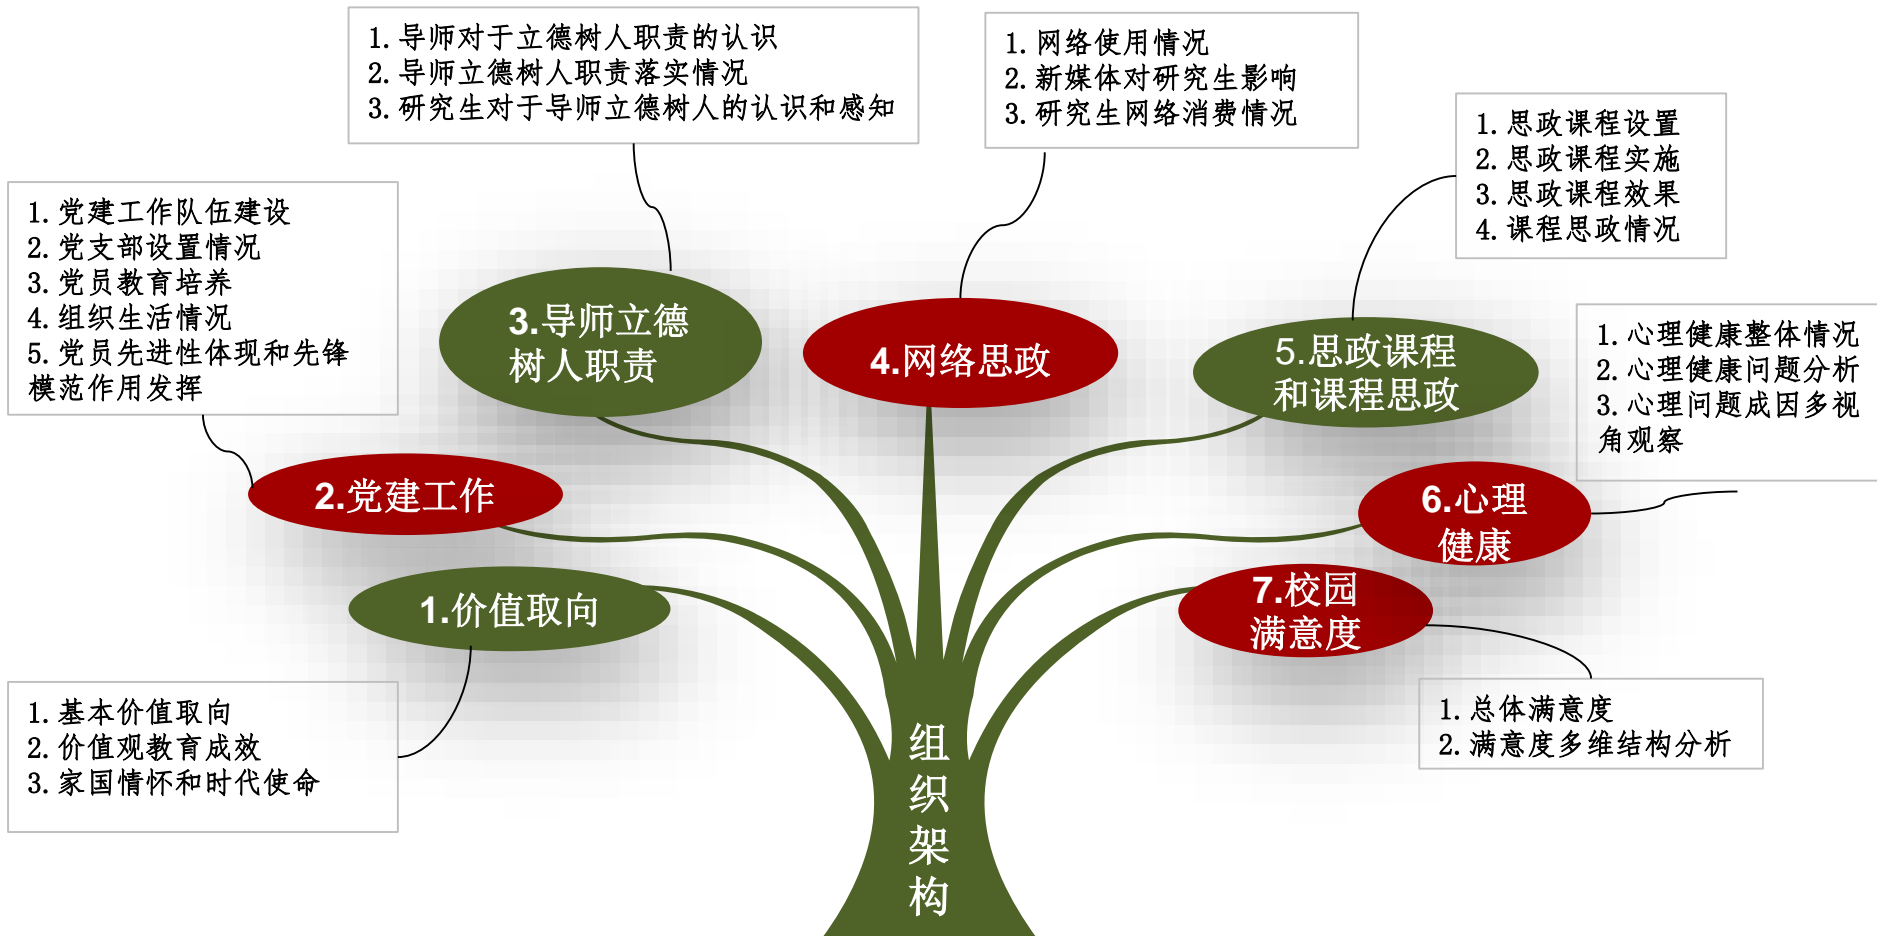 1.导师对于立德树人职责的认识
2.导师立德树人职责落实情况
3.研究生对于导师立德树人的认识和感知
1.网络使用情况
2.新媒体对研究生影响
3.研究生网络消费情况
1.思政课程设置
2.思政课程实施
3.思政课程效果
4.课程思政情况
1.党建工作队伍建设
2.党支部设置情况
3.党员教育培养
4.组织生活情况
5.党员先进性体现和先锋
模范作用发挥
3.导师立德
树人职责
4.网络思政
5.思政课程
和课程思政
1.心理健康整体情况
2.心理健康问题分析
3.心理问题成因多视
角观察
2.党建工作
6.心理
健康
1.价值取向
7.校园
满意度
1.基本价值取向
2.价值观教育成效
3.家国情怀和时代使命
1.总体满意度
2.满意度多维结构分析
组
织
架
构